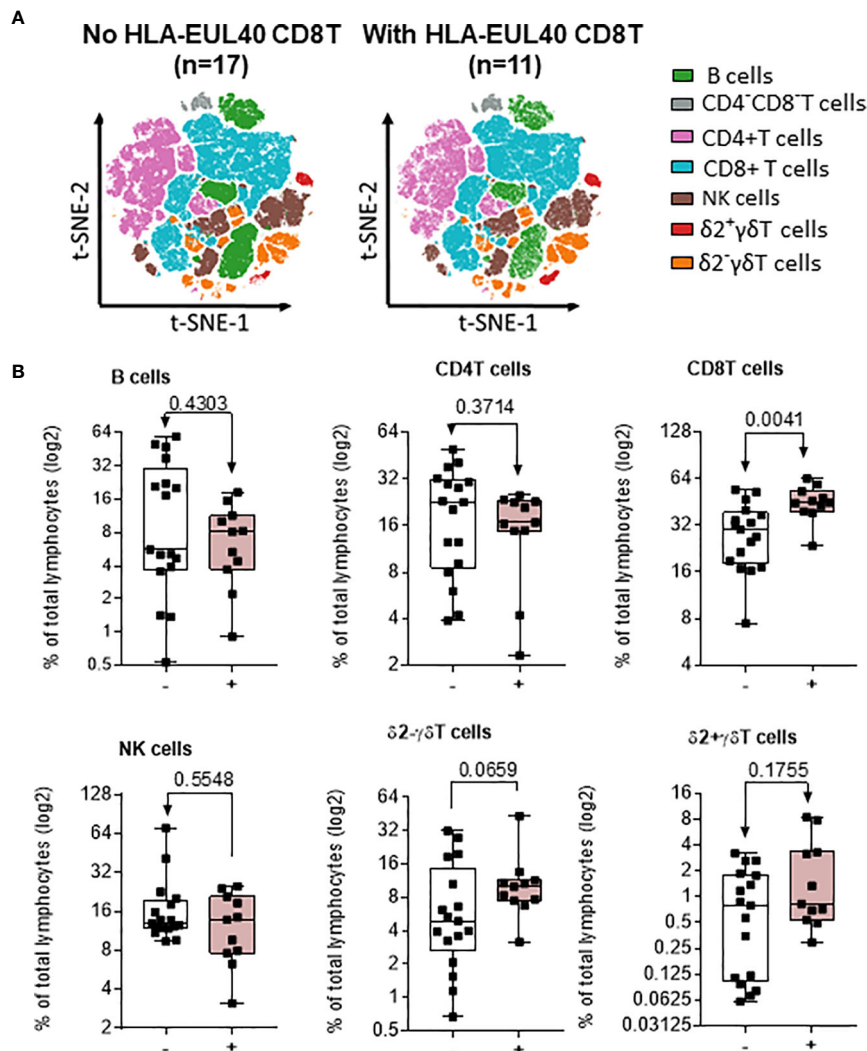 A
No HLA-EUL40 CD8T
(n=17)
With HLA-EUL40 CD8T
(n=11)
t-SNE-2
t-SNE-1
t-SNE-2
t-SNE-1
B cells
CD4⁻CD8⁻T cells
CD4+T cells
CD8+ T cells
NK cells
δ2⁺γδT cells
δ2⁻γδT cells
B
B cells
0.4303
% of total lymphocytes (log2)
64
32
16
8
4
2
1
0.5
-
+
CD4T cells
0.3714
% of total lymphocytes (log2)
64
32
16
8
4
2
-
+
CD8T cells
0.0041
% of total lymphocytes (log2)
128
64
32
16
8
4
-
+
NK cells
0.5548
% of total lymphocytes (log2)
128
64
32
16
8
4
2
-
+
δ2-γδT cells
0.0659
% of total lymphocytes (log2)
64
32
16
8
4
2
1
0.5
-
+
δ2+γδT cells
0.1755
% of total lymphocytes (log2)
16
8
4
2
1
0.5
0.25
0.125
0.0625
0.03125
-
+